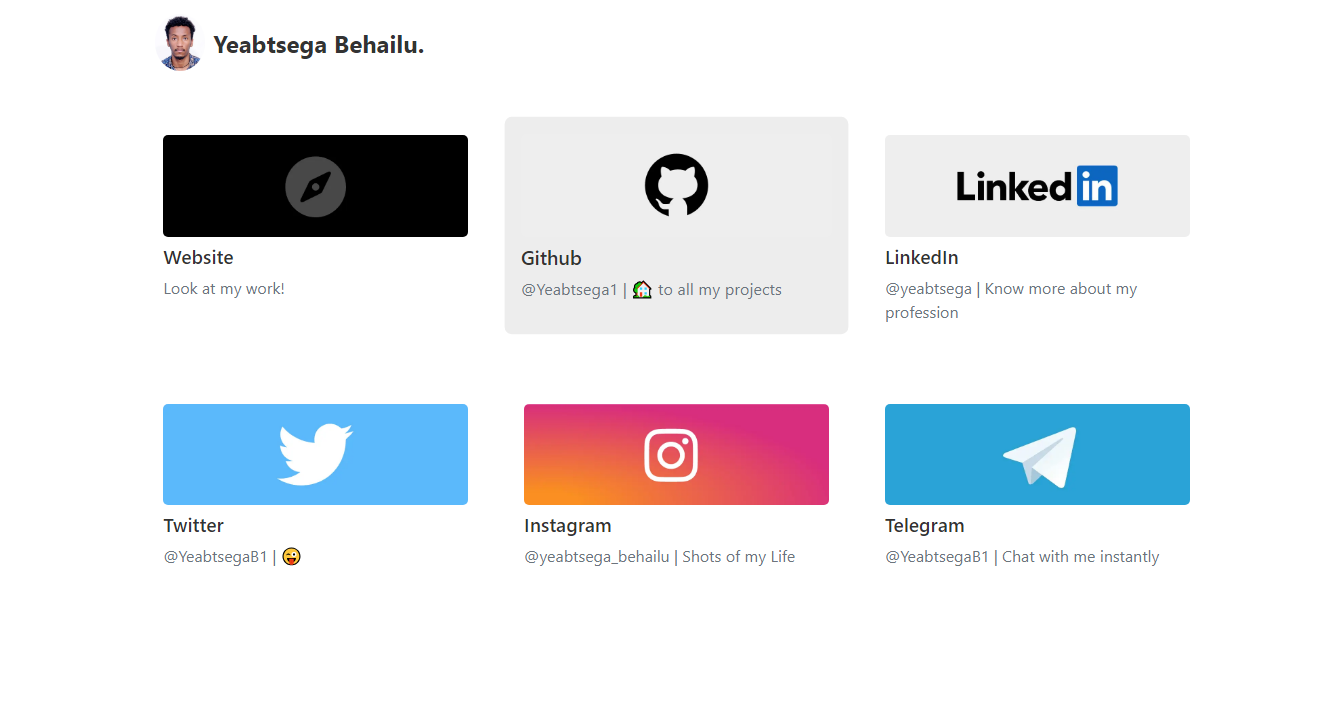 Yeabtsega Behailu.
Linkedin
Website
Github
LinkedIn
Look at my work!
@Yeabtsega1 | 🏠 to all my projects
@yeabtsega | Know more about my
profession
Twitter
Instagram
Telegram
@YeabtsegaB1 | 😜
@yeabtsega_behailu | Shots of my Life
@YeabtsegaB1 | Chat with me instantly